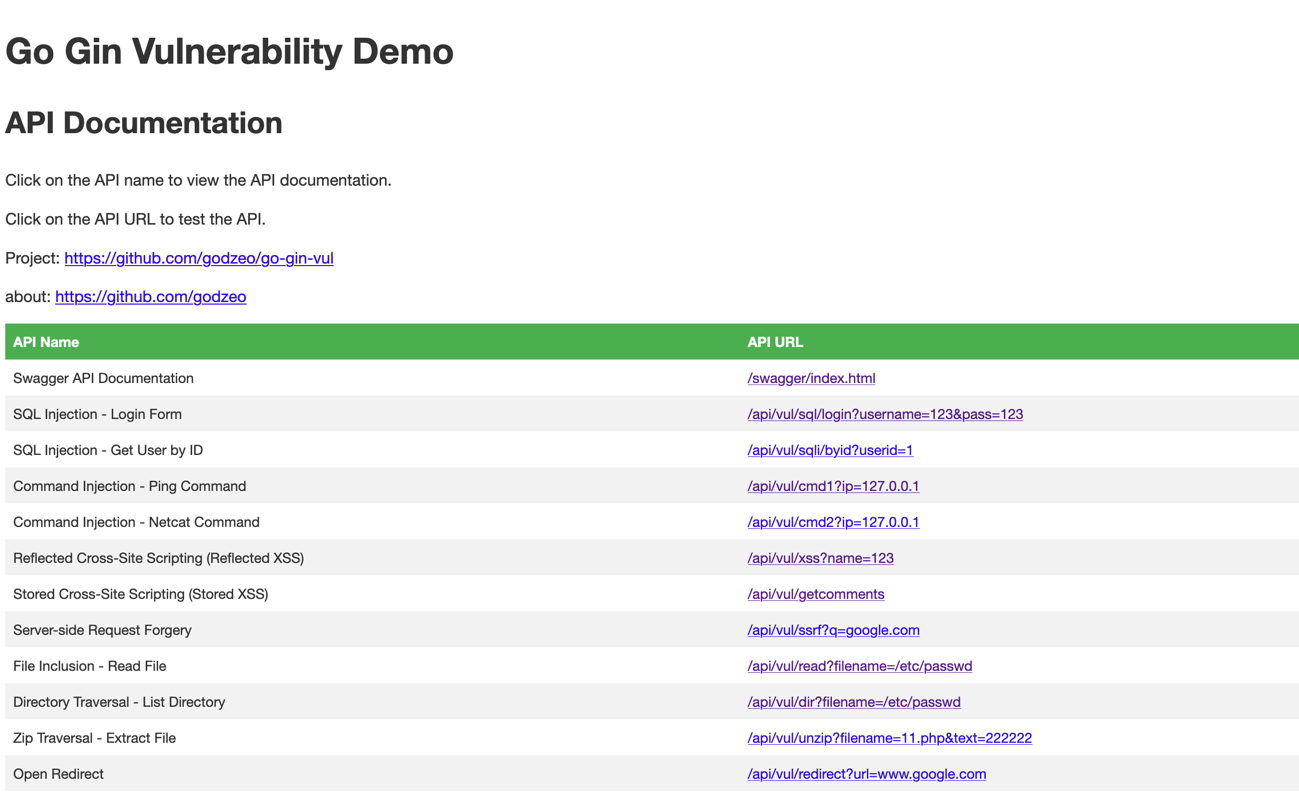 Go Gin Vulnerability Demo
API Documentation
Click on the API name to view the API documentation.
Click on the API URL to test the API.
Project: https://github.com/godzeo/go-gin-vul
about: https://github.com/godzeo
API Name API URL
Swagger API Documentation /swagger/index.html
SQL Injection - Login Form /api/vul/sql/login?username=123&pass=123
SQL Injection - Get User by ID /api/vul/sqli/byid?userid=1
Command Injection - Ping Command /api/vul/cmd1?ip=127.0.0.1
Command Injection - Netcat Command /api/vul/cmd2?ip=127.0.0.1
Reflected Cross-Site Scripting (Reflected XSS) /api/vul/xss?name=123
Stored Cross-Site Scripting (Stored XSS) /api/vul/getcomments
Server-side Request Forgery /api/vul/ssrf?q=google.com
File Inclusion - Read File /api/vul/read?filename=/etc/passwd
Directory Traversal - List Directory /api/vul/dir?filename=/etc/passwd
Zip Traversal - Extract File /api/vul/unzip?filename=11.php&text=222222
Open Redirect /api/vul/redirect?url=www.google.com